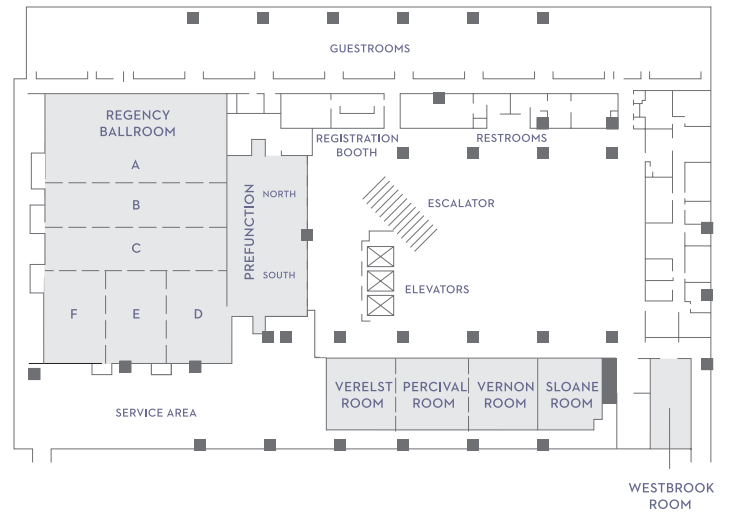 GUESTROOMS
REGENCY
BALLROOM
A
B
C
F
E
D
PREFUNCTION
NORTH
SOUTH
REGISTRATION
BOOTH
RESTROOMS
ESCALATOR
ELEVATORS
VERELST
ROOM
PERCIVAL
ROOM
VERNON
ROOM
SLOANE
ROOM
SERVICE AREA
WESTBROOK
ROOM